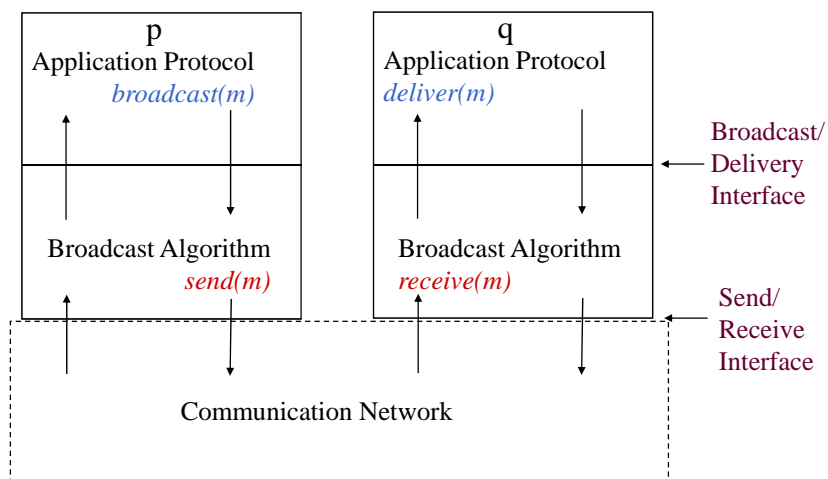 p
Application Protocol
broadcast(m)
q
Application Protocol
deliver(m)
Broadcast/
Delivery
Interface
Broadcast Algorithm
send(m)
Broadcast Algorithm
receive(m)
Send/
Receive
Interface
Communication Network